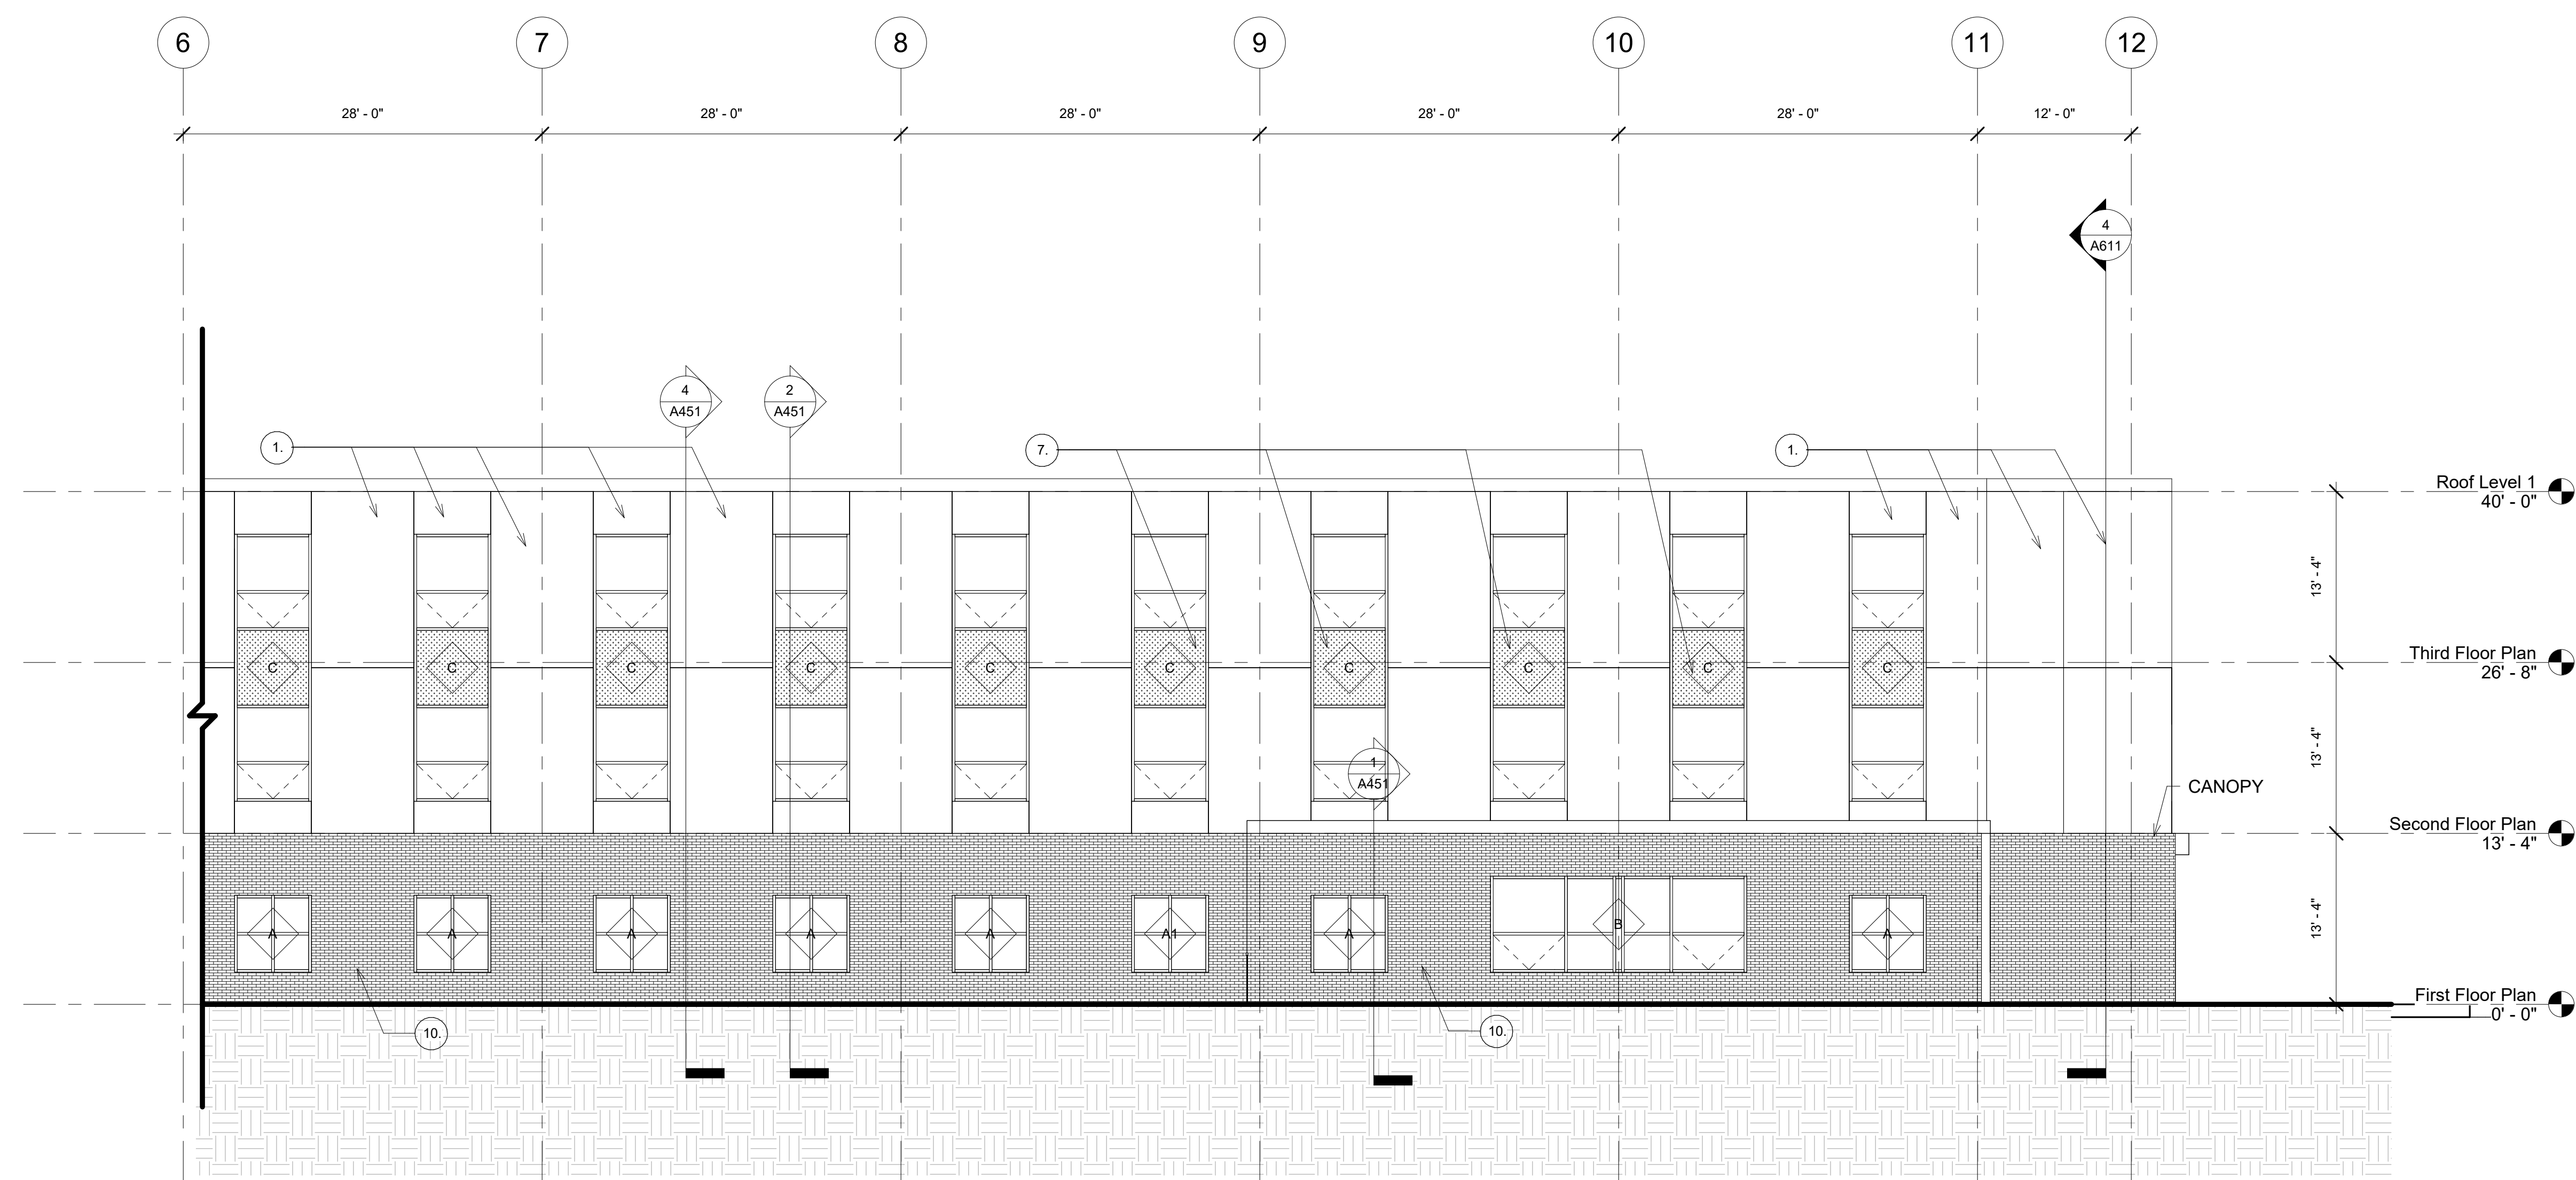 6 7 8 9 10 11 12
28' - 0" 28' - 0" 28' - 0" 28' - 0" 28' - 0" 12' - 0"
4
A611
4 2
A451 A451
1. 7. 1.
Roof Level 1
40' - 0"
13' - 4"
Third Floor Plan
26' - 8"
C C C C C C C C C C
13' - 4"
1
A451
CANOPY
Second Floor Plan
13' - 4"
13' - 4"
B
A A A A A A1 A A
First Floor Plan
0' - 0"
10. 10.